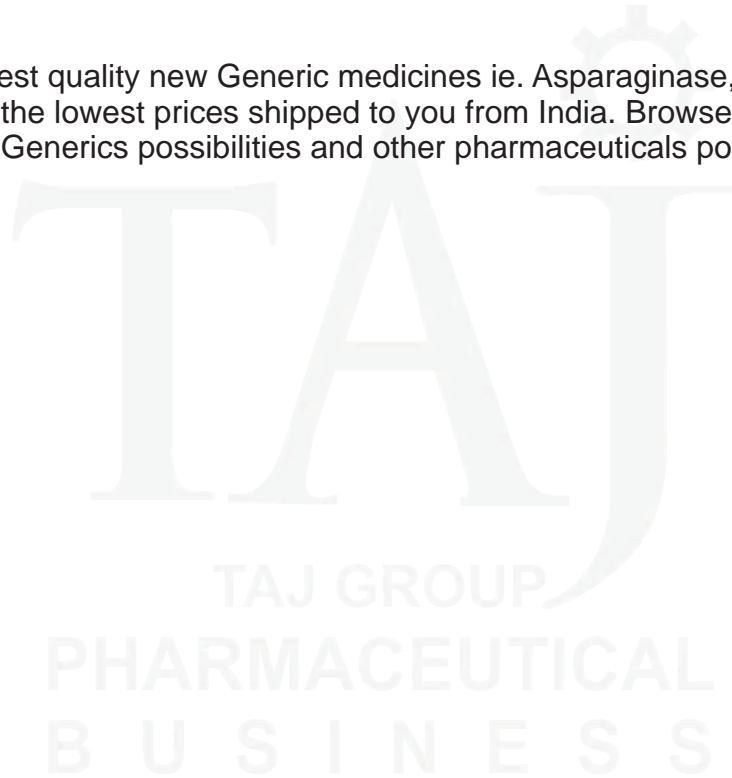 est quality new Generic medicines ie. Asparaginase,
the lowest prices shipped to you from India. Browse
Generics possibilities and other pharmaceuticals po
TAJ
TAJ GROUP
PHARMACEUTICAL
BUSINESS